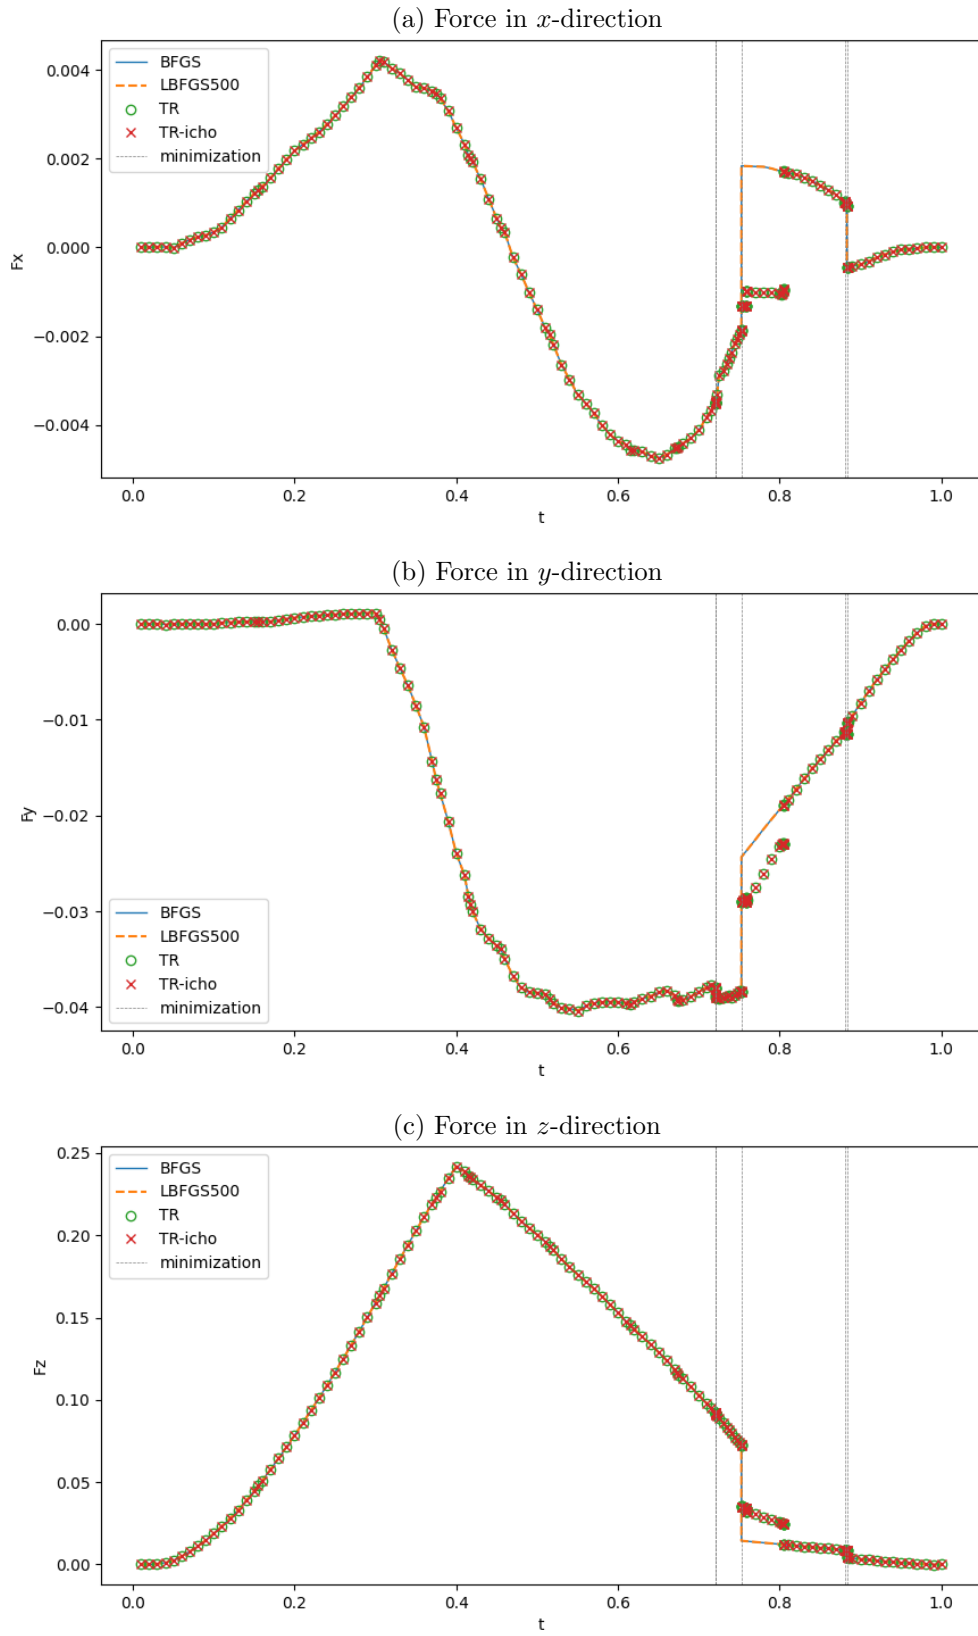 (a) Force in x-direction
BFGS
LBFGS500
TR
TR-icho
minimization
0.004
0.002
0.000
−0.002
−0.004
Fx
0.0 0.2 0.4 0.6 0.8 1.0
t
(b) Force in y-direction
0.00
−0.01
−0.02
−0.03
−0.04
Fy
BFGS
LBFGS500
TR
TR-icho
minimization
0.0 0.2 0.4 0.6 0.8 1.0
t
(c) Force in z-direction
BFGS
LBFGS500
TR
TR-icho
minimization
0.25
0.20
0.15
0.10
0.05
0.00
Fz
0.0 0.2 0.4 0.6 0.8 1.0
t